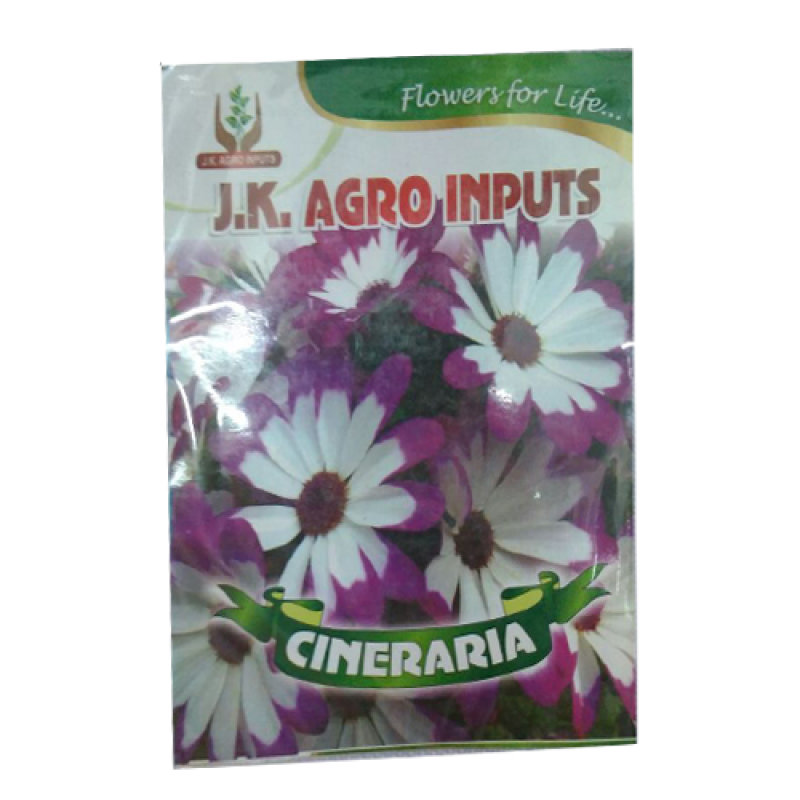 Flowers for Life...
J.K. AGRO INPUTS
J.K. AGRO INPUTS
CINERARIA